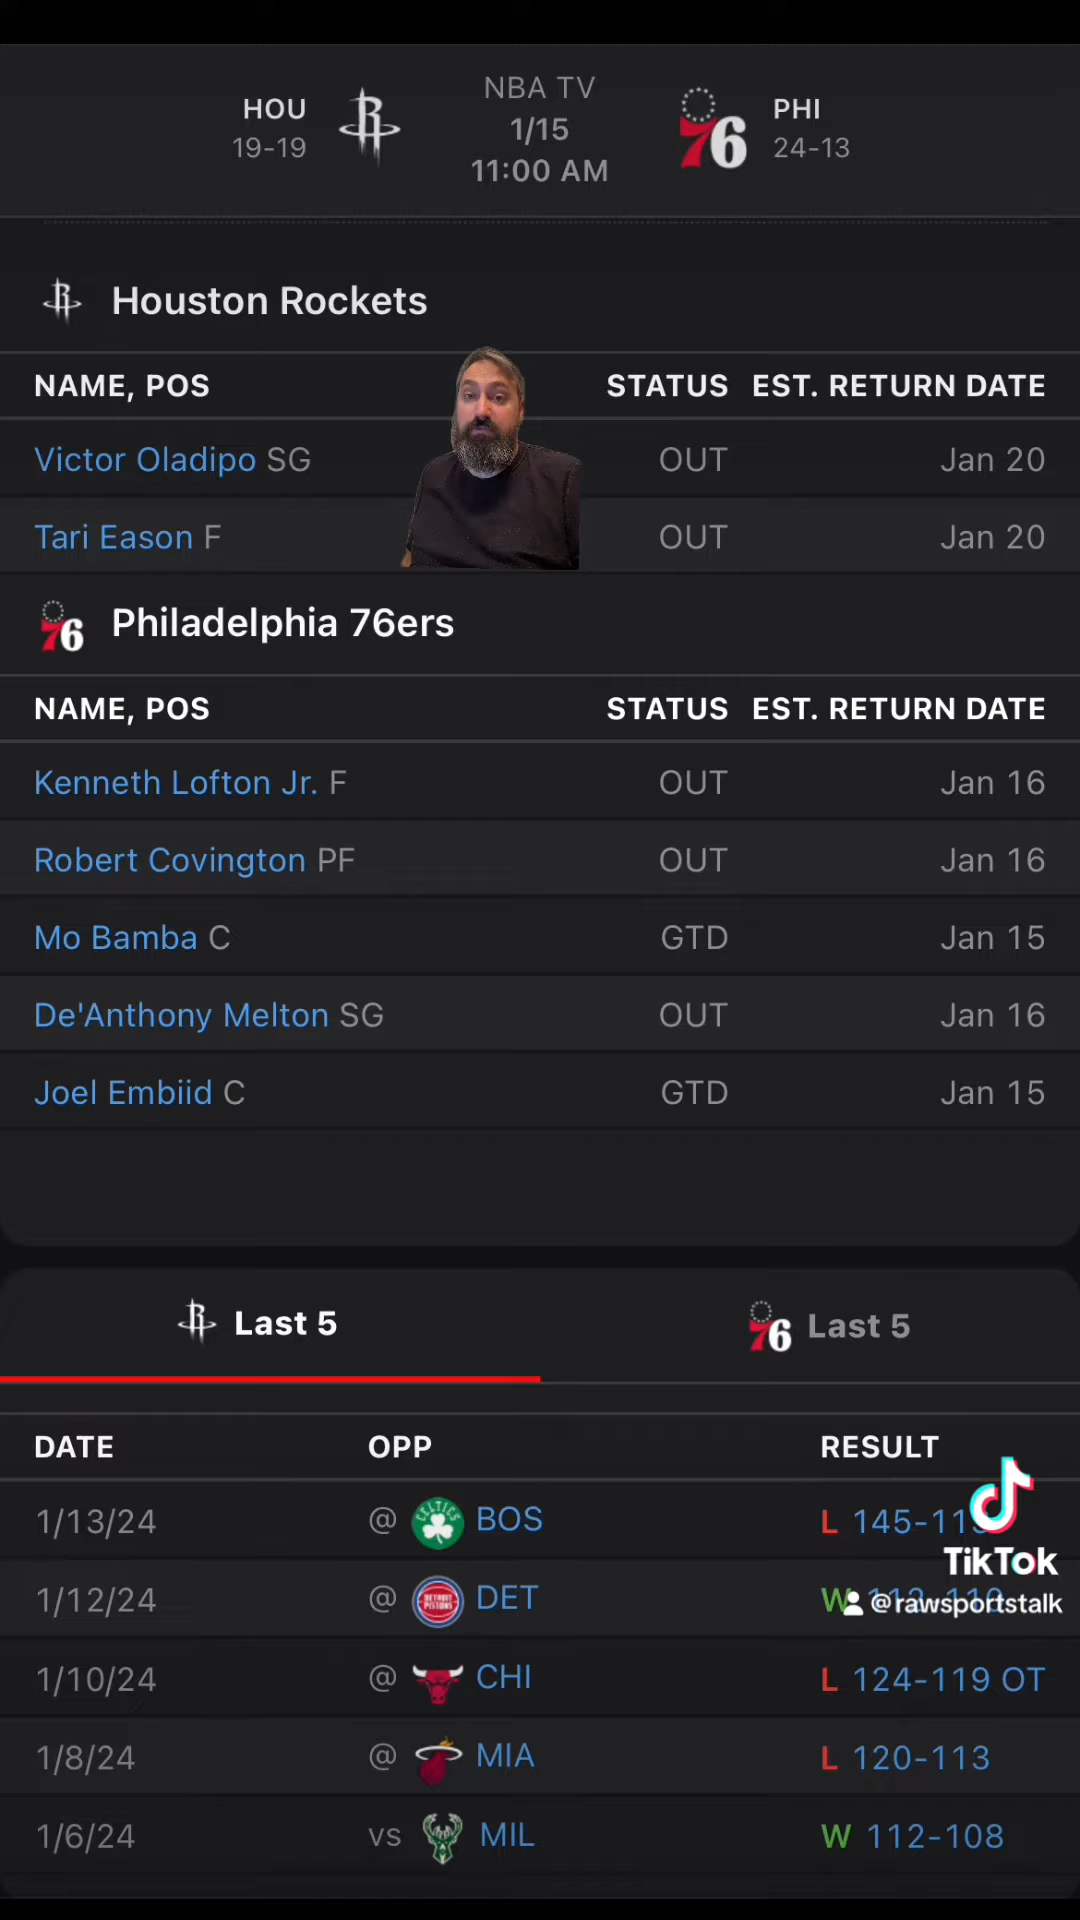 NBA TV
HOU
1/15
PHI
19-19
24-13
11:00 AM
Houston Rockets
NAME, POS STATUS EST. RETURN DATE
Victor Oladipo SG OUT Jan 20
Tari Eason F OUT Jan 20
Philadelphia 76ers
NAME, POS STATUS EST. RETURN DATE
Kenneth Lofton Jr. F OUT Jan 16
Robert Covington PF OUT Jan 16
Mo Bamba C GTD Jan 15
De'Anthony Melton SG OUT Jan 16
Joel Embiid C GTD Jan 15
Last 5
Last 5
DATE OPP RESULT
1/13/24 @ BOS L
TikTok
1/12/24 @ DET W
@rawsportstalk
1/10/24 @ CHI L 124-119 OT
1/8/24 @ MIA L 120-113
1/6/24 vs MIL W 112-108